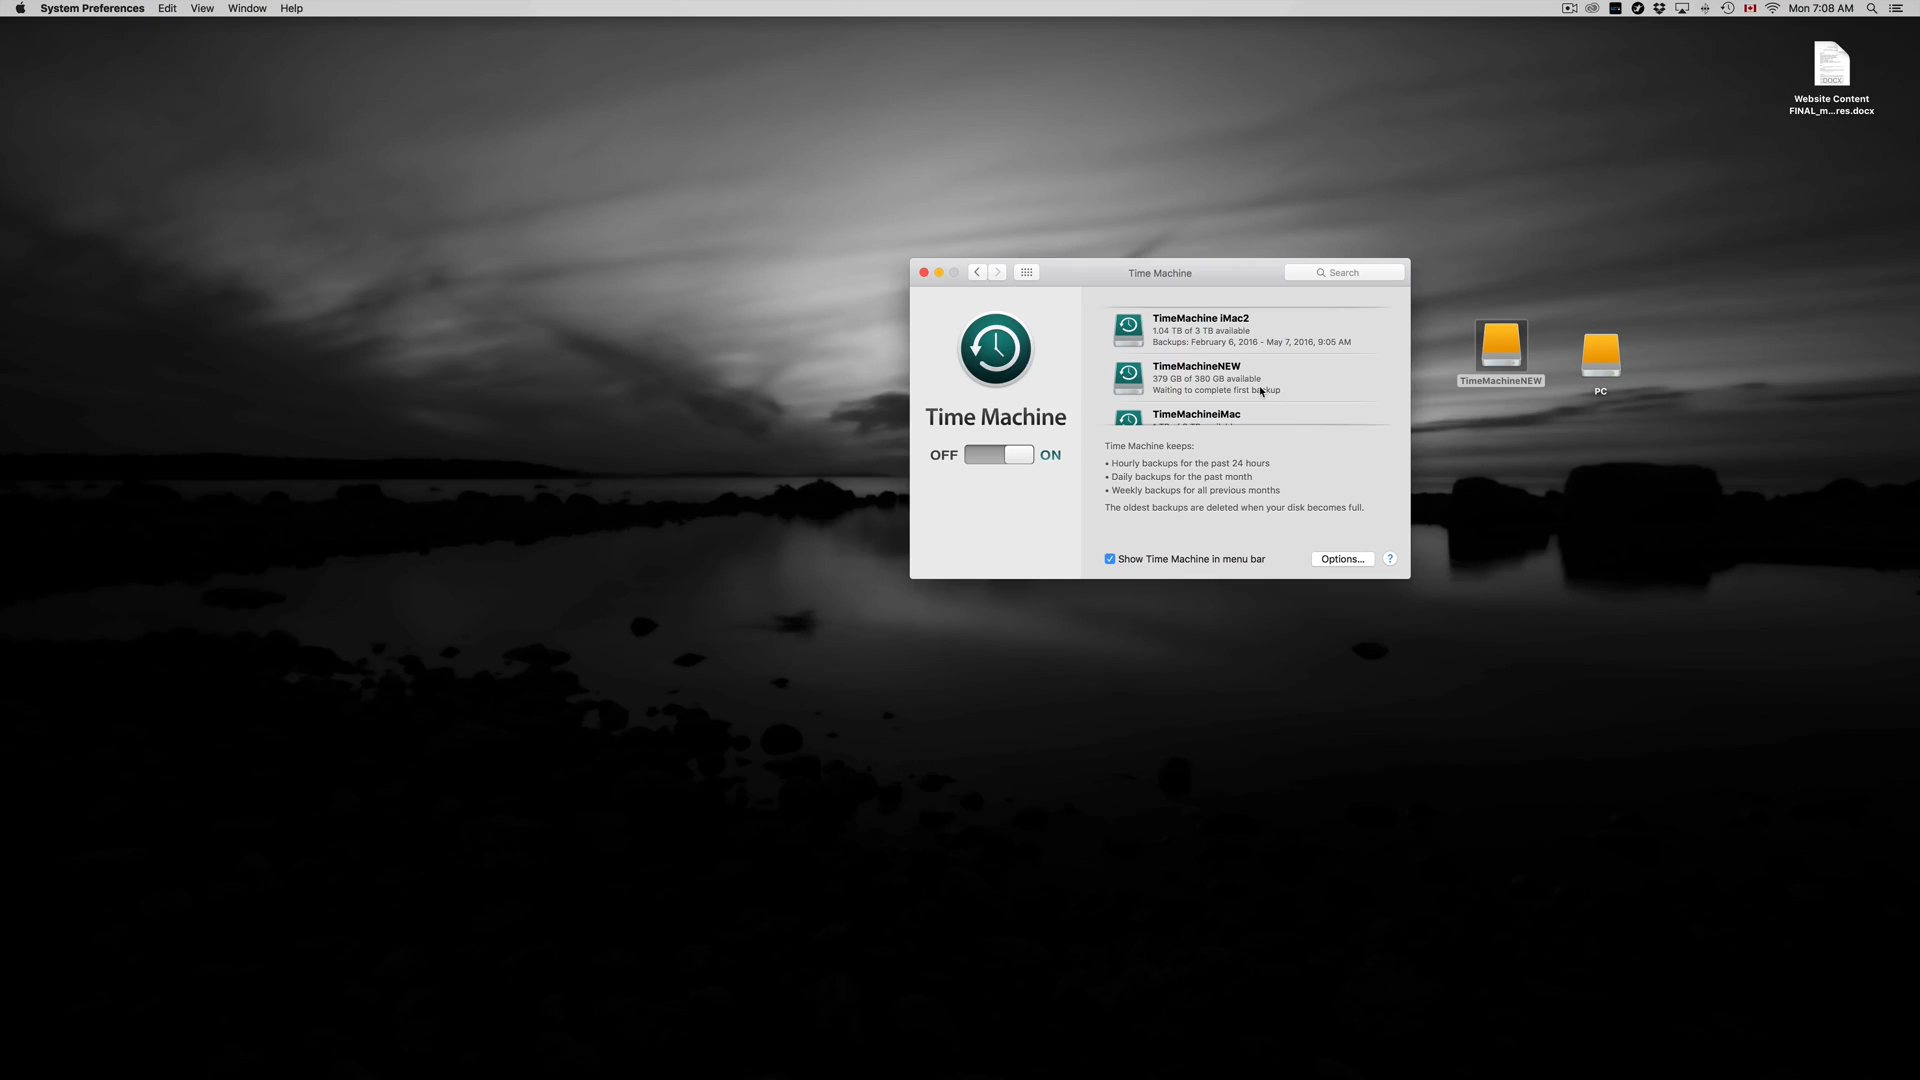 System Preferences Edit View Window Help
Mon 7:08 AM
DOCX
Website Content
FINAL_m...res.docx
Time Machine
Search
TimeMachine iMac2
1.04 TB of 3 TB available
Backups: February 6, 2016 - May 7, 2016, 9:05 AM
TimeMachineNEW
379 GB of 380 GB available
Waiting to complete first backup
TimeMachineiMac
Time Machine
OFF ON
Time Machine keeps:
• Hourly backups for the past 24 hours
• Daily backups for the past month
• Weekly backups for all previous months
The oldest backups are deleted when your disk becomes full.
Show Time Machine in menu bar
Options...
?
TimeMachineNEW
PC